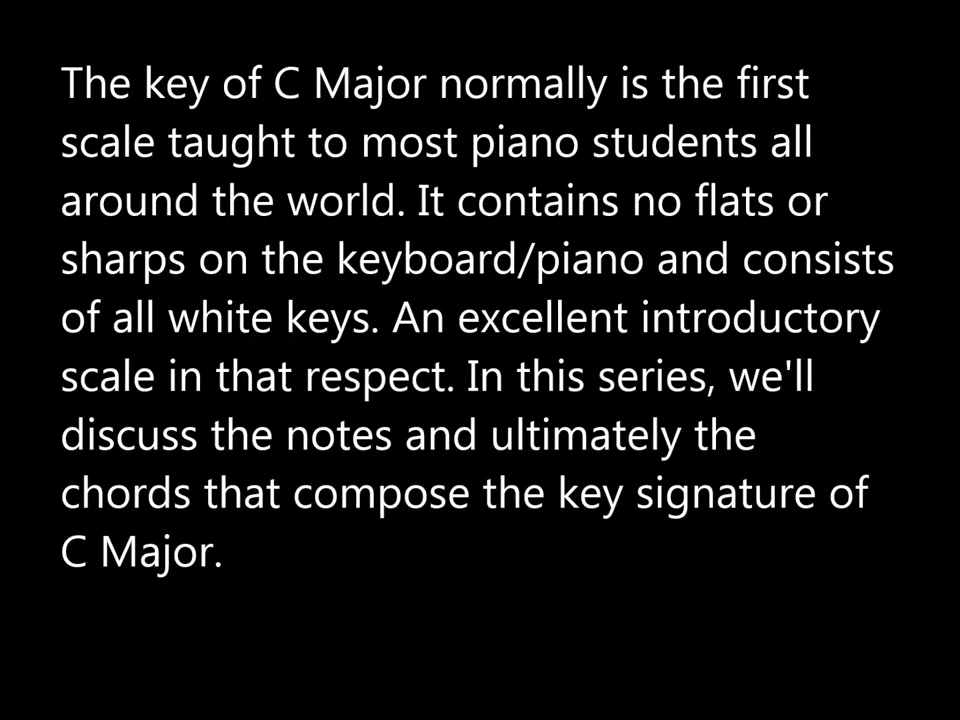 The key of C Major normally is the first
scale taught to most piano students all
around the world. It contains no flats or
sharps on the keyboard/piano and consists
of all white keys. An excellent introductory
scale in that respect. In this series, we'll
discuss the notes and ultimately the
chords that compose the key signature of
C Major.